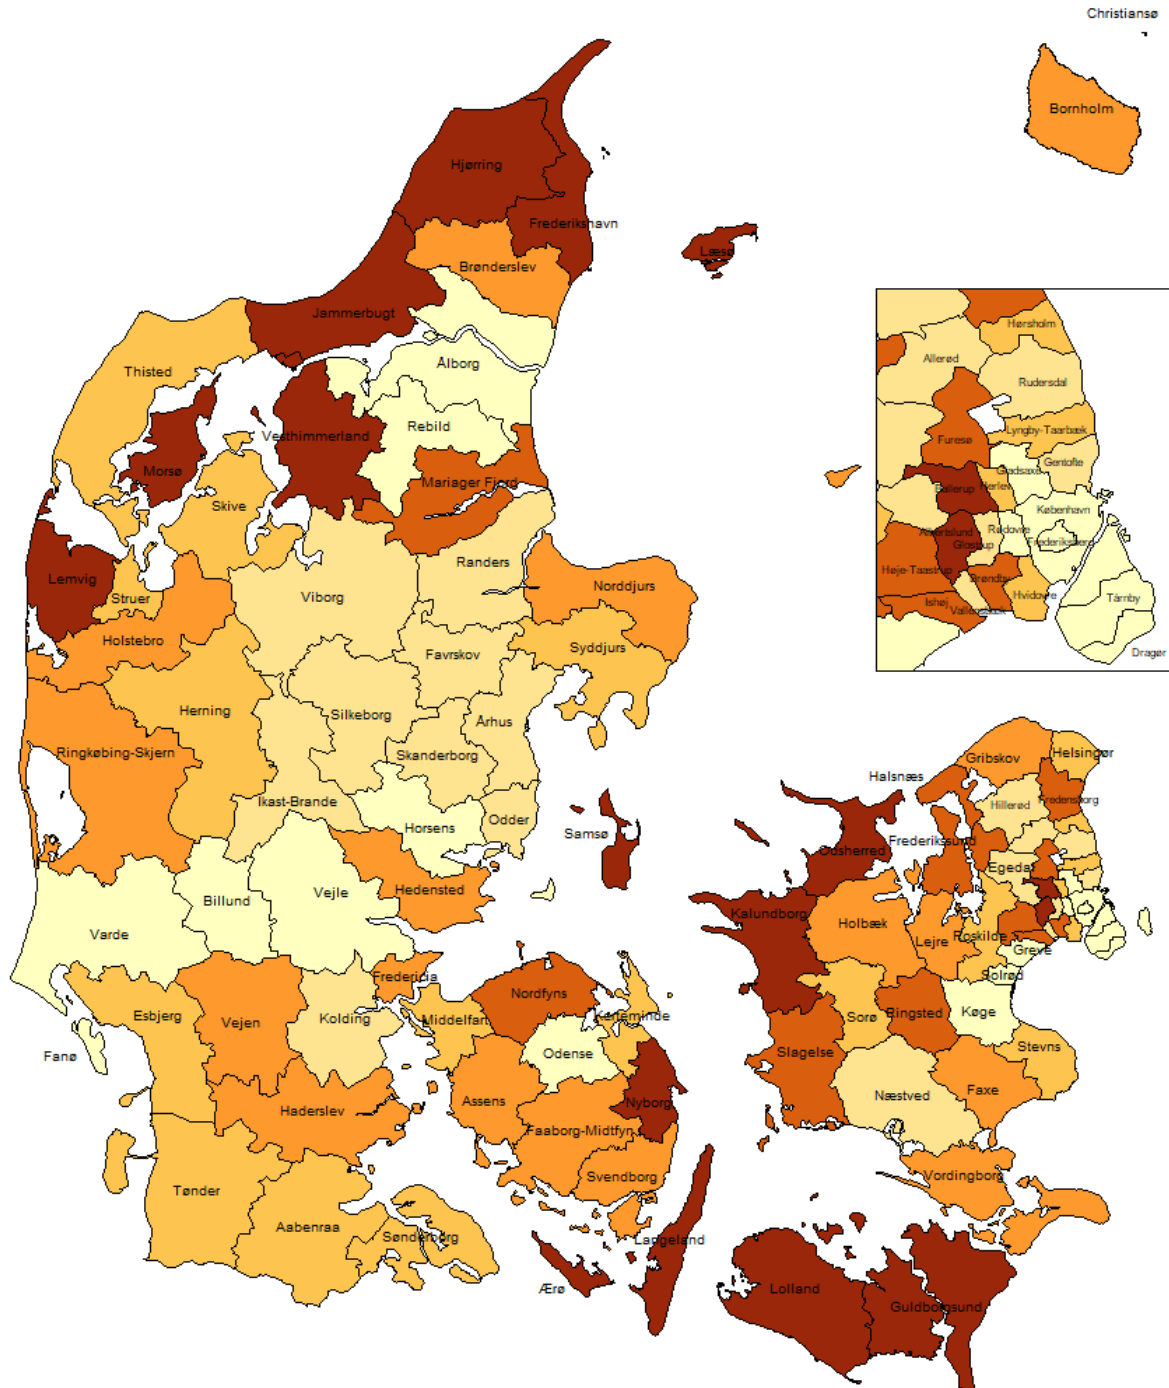 Christiansø
Bornholm
Hjørring
Frederikshavn
Læsø
Brønderslev
Jammerbugt
Hørsholm
Allerød
Thisted
Ålborg
Rudersdal
Rebild
Lyngby-Taarbæk
Vesthimmerland
Furesø
Gentofte
Morsø
Gladsaxe
Mariager Fjord
Ballerup
Herlev
Skive
København
Albertslund
Rødovre
Glostrup
Frederiksberg
Randers
Høje-Taastrup
Lemvig
Norddjurs
Brøndby
Struer
Viborg
Hvidovre
Tårnby
Ishøj
Vallensbæk
Holstebro
Favrskov
Syddjurs
Dragør
Herning
Silkeborg
Århus
Ringkøbing-Skjern
Skanderborg
Helsingør
Gribskov
Halsnæs
Ikast-Brande
Hillerød
Fredensborg
Odder
Horsens
Samsø
Frederikssund
Odsherred
Egedal
Hedensted
Vejle
Billund
Kalundborg
Holbæk
Varde
Roskilde
Lejre
Greve
Fredericia
Solrød
Nordfyns
Esbjerg
Vejen
Kolding
Middelfart
Kerteminde
Sorø
Ringsted
Køge
Stevns
Fanø
Odense
Slagelse
Næstved
Faxe
Assens
Nyborg
Haderslev
Faaborg-Midtfyn
Svendborg
Vordingborg
Tønder
Aabenraa
Sønderborg
Langeland
Ærø
Lolland
Guldborgsund